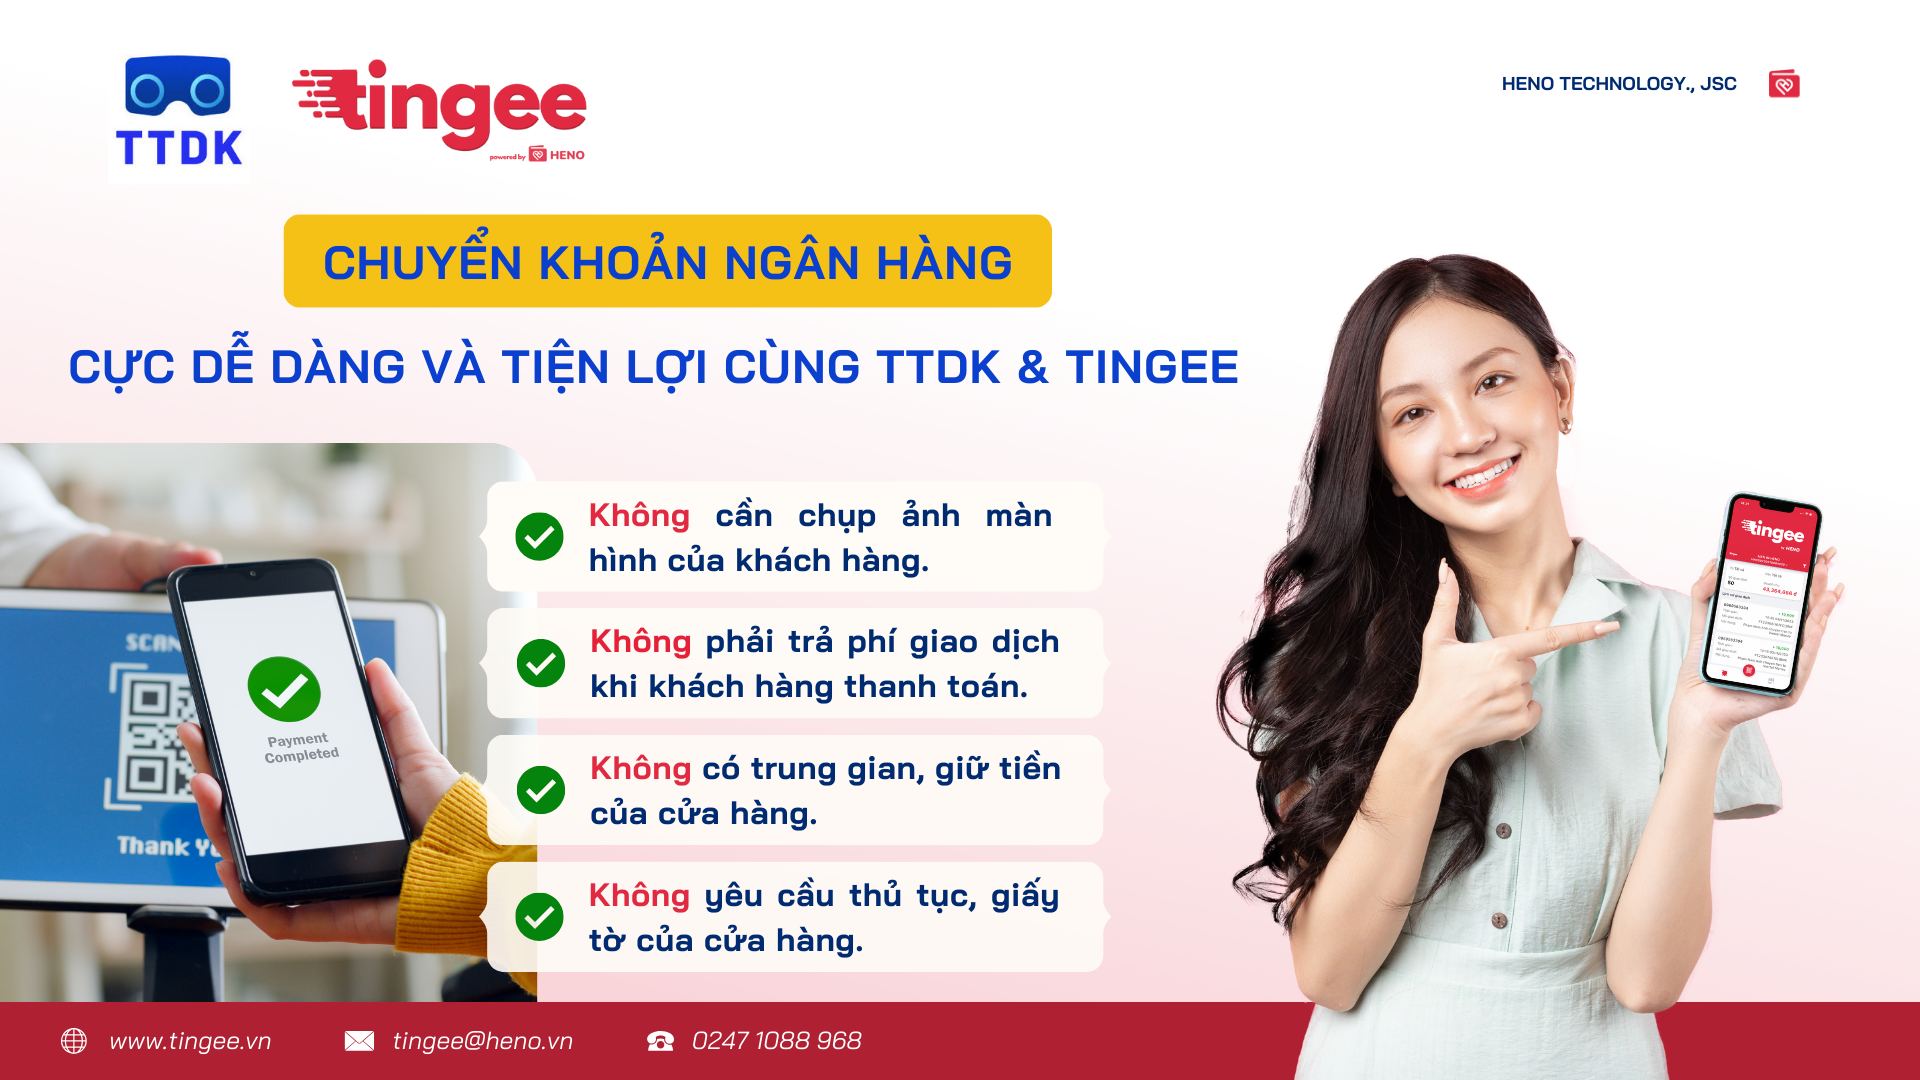 TTDK
tingee
powered by HENO
HENO TECHNOLOGY., JSC
CHUYỂN KHOẢN NGÂN HÀNG
CỰC DỄ DÀNG VÀ TIỆN LỢI CÙNG TTDK & TINGEE
Không cần chụp ảnh màn
hình của khách hàng.
Không phải trả phí giao dịch
khi khách hàng thanh toán.
Không có trung gian, giữ tiền
của cửa hàng.
Không yêu cầu thủ tục, giấy
tờ của cửa hàng.
SCAN
Payment
Completed
Thank Yo
tingee
by HENO
www.tingee.vn
tingee@heno.vn
0247 1088 968